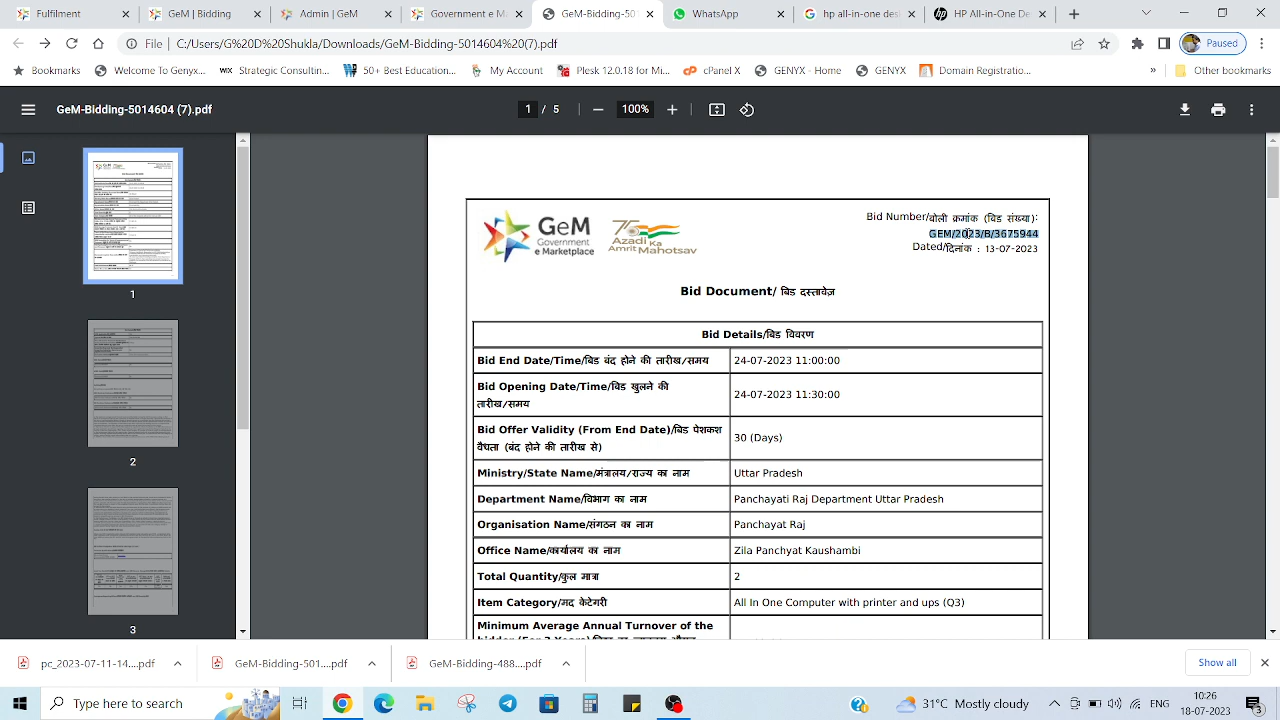 Fulfilment
GeM | Bidding
Admin | GeM
Government e M
GeM-Bidding-501
WhatsApp
hp all-in-one des
HP All-in-One De
File
C:/Users/G%20D%20Shukla/Downloads/GeM-Bidding-5014604%20(7).pdf
Paused
Bookmarks
Welcome To Genyx...
WIX Strategic Consultin...
50+ Best Education...
My Account
Plesk 12.0.18 for Mi...
cPanel X
GENYX - Home
GENYX
Domain Registratio...
»
Other bookmarks
GeM-Bidding-5014604 (7).pdf
1 / 5
100%
1
2
3
GeM
Government
Marketplace
Azadi Ka
Amrit Mahotsav
Bid Number/बोली क्रमांक (बिड संख्या):
Dated/दिनांक : 13-07-2023
Bid Document/ बिड दस्तावेज़
Bid Details/बिड विवरण
Bid End Date/Time/बिड बंद होने की तारीख/समय
24-07-2023 11:00:00
Bid Opening Date/Time/बिड खुलने की
तारीख/समय
24-07-2023 11:30:00
Bid Offer Validity (From End Date)/बिड पेशकश
वैधता (बंद होने की तारीख से)
30 (Days)
Ministry/State Name/मंत्रालय/राज्य का नाम
Uttar Pradesh
Department Name/विभाग का नाम
Panchayati Raj Department Uttar Pradesh
Organisation Name/संगठन का नाम
Panchayat Raj
Office Name/कार्यालय का नाम
Zila Panchyat Kaushambi
Total Quantity/कुल मात्रा
2
Item Category/मद केटेगरी
All In One Computer with printer and ups (Q3)
Minimum Average Annual Turnover of the
pc_2023-07-11-14....pdf
GeM-Bidding-501....pdf
GeM-Bidding-488....pdf
Show all
Type here to search
31°C Mostly cloudy
ENG
10:26
18-07-2023
3